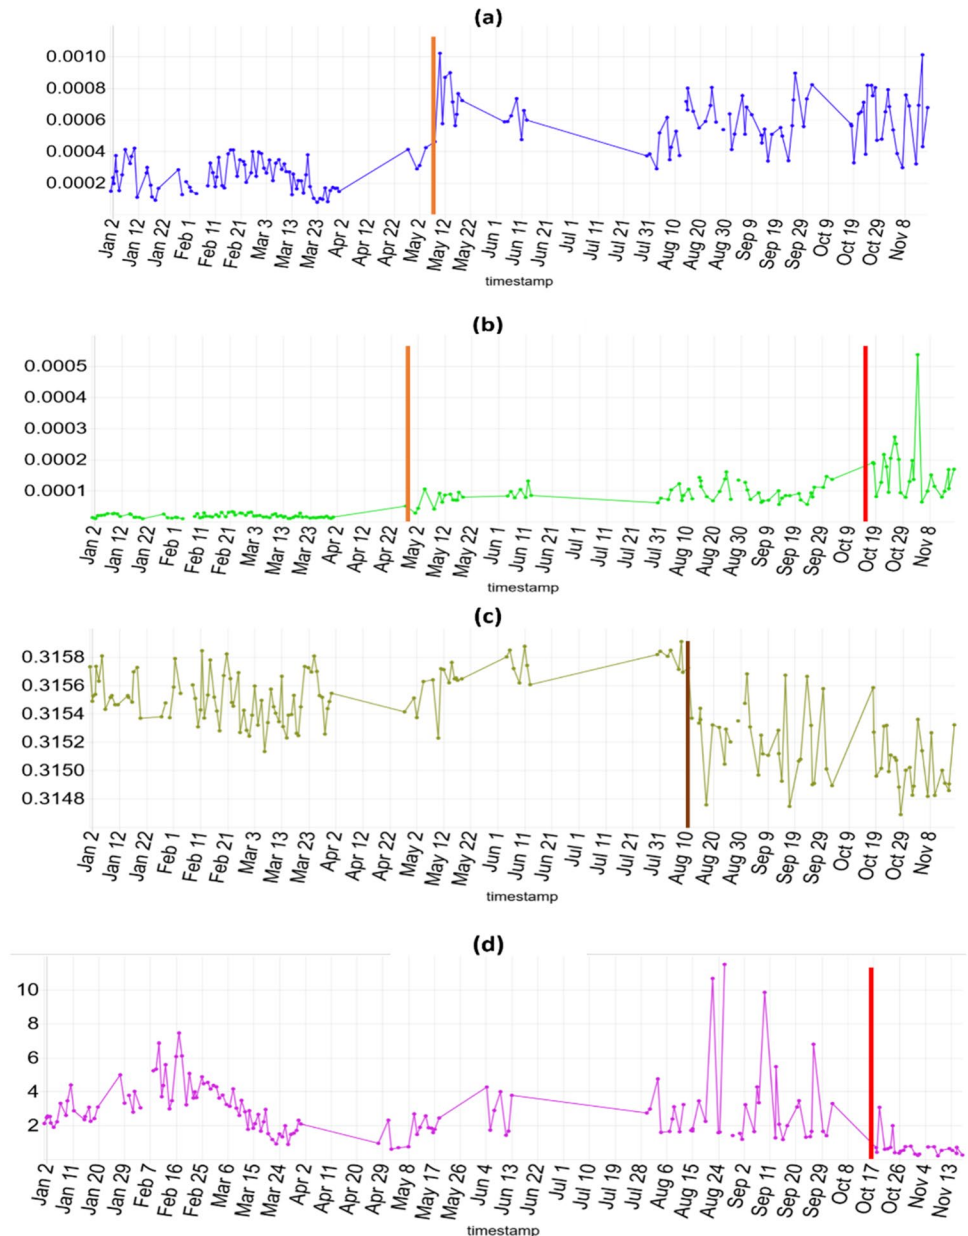 (a)
0.0010
0.0008
0.0006
0.0004
0.0002
Jan 2 Jan 12 Jan 22 Feb 1 Feb 11 Feb 21 Mar 3 Mar 13 Mar 23 Apr 2 Apr 12 Apr 22 May 2 May 12 May 22 Jun 1 Jun 11 Jun 21 Jul 1 Jul 11 Jul 21 Jul 31 Aug 10 Aug 20 Aug 30 Sep 9 Sep 19 Sep 29 Oct 9 Oct 19 Oct 29 Nov 8
timestamp
(b)
0.0005
0.0004
0.0003
0.0002
0.0001
Jan 2 Jan 12 Jan 22 Feb 1 Feb 11 Feb 21 Mar 3 Mar 13 Mar 23 Apr 2 Apr 12 Apr 22 May 2 May 12 May 22 Jun 1 Jun 11 Jun 21 Jul 1 Jul 11 Jul 21 Jul 31 Aug 10 Aug 20 Aug 30 Sep 9 Sep 19 Sep 29 Oct 9 Oct 19 Oct 29 Nov 8
timestamp
(c)
0.3158
0.3156
0.3154
0.3152
0.3150
0.3148
Jan 2 Jan 12 Jan 22 Feb 1 Feb 11 Feb 21 Mar 3 Mar 13 Mar 23 Apr 2 Apr 12 Apr 22 May 2 May 12 May 22 Jun 1 Jun 11 Jun 21 Jul 1 Jul 11 Jul 21 Jul 31 Aug 10 Aug 20 Aug 30 Sep 9 Sep 19 Sep 29 Oct 9 Oct 19 Oct 29 Nov 8
timestamp
(d)
10
8
6
4
2
Jan 2 Jan 11 Jan 20 Jan 29 Feb 7 Feb 16 Feb 25 Mar 6 Mar 15 Mar 24 Apr 2 Apr 11 Apr 20 Apr 29 May 8 May 17 May 26 Jun 4 Jun 13 Jun 22 Jul 1 Jul 10 Jul 19 Jul 28 Aug 6 Aug 15 Aug 24 Sep 2 Sep 11 Sep 20 Sep 29 Oct 8 Oct 17 Oct 26 Nov 4 Nov 13
timestamp